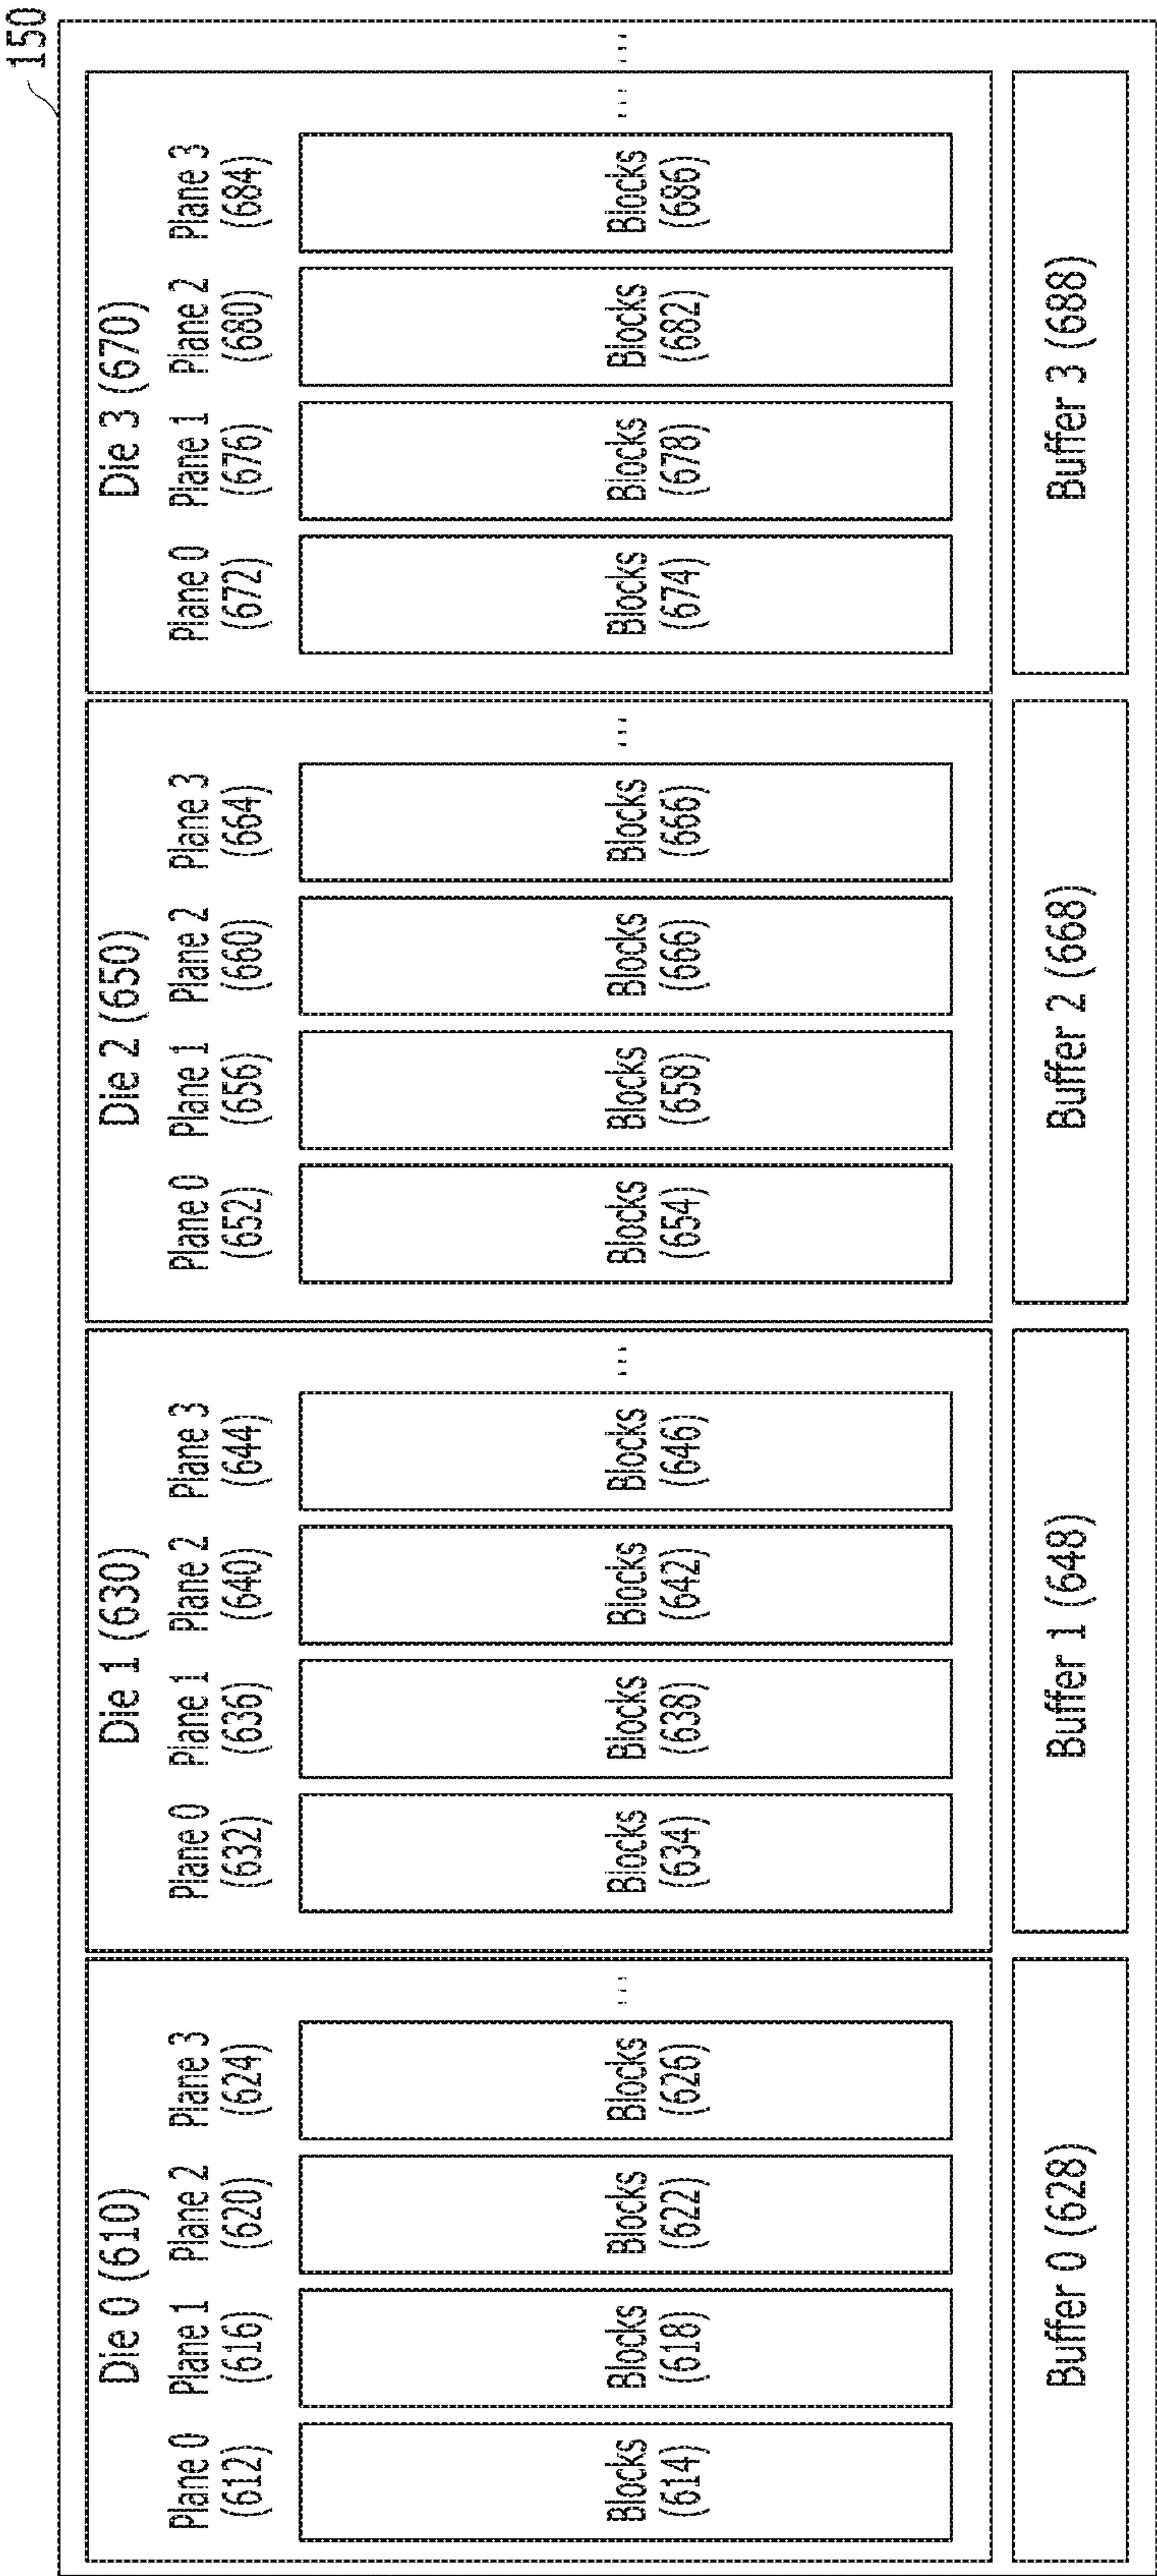 150
Die 0 (610)
Plane 0
(612)
Plane 1
(616)
Plane 2
(620)
Plane 3
(624)
Blocks
(614)
Blocks
(618)
Blocks
(622)
Blocks
(626)
...
Buffer 0 (628)
Die 1 (630)
Plane 0
(632)
Plane 1
(636)
Plane 2
(640)
Plane 3
(644)
Blocks
(634)
Blocks
(638)
Blocks
(642)
Blocks
(646)
...
Buffer 1 (648)
Die 2 (650)
Plane 0
(652)
Plane 1
(656)
Plane 2
(660)
Plane 3
(664)
Blocks
(654)
Blocks
(658)
Blocks
(666)
Blocks
(666)
...
Buffer 2 (668)
Die 3 (670)
Plane 0
(672)
Plane 1
(676)
Plane 2
(680)
Plane 3
(684)
Blocks
(674)
Blocks
(678)
Blocks
(682)
Blocks
(686)
...
...
Buffer 3 (688)